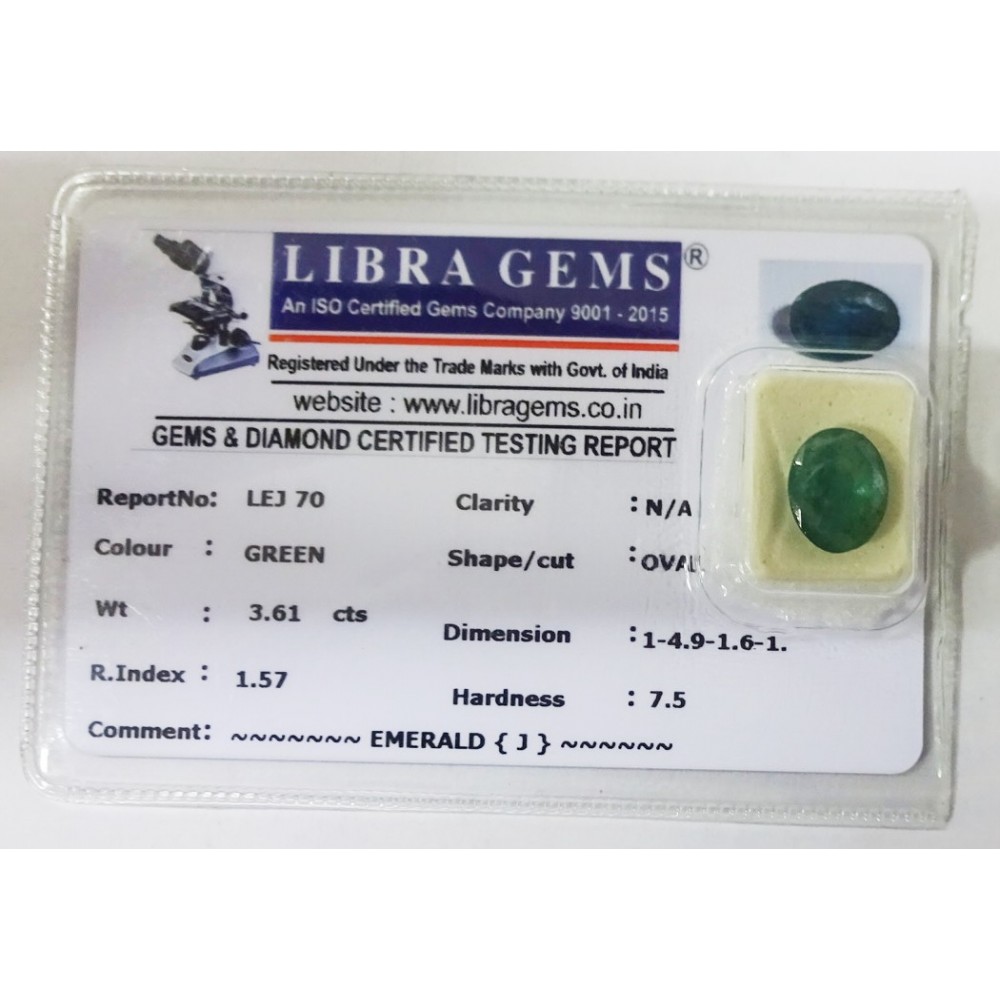 LIBRA GEMS ®
An ISO Certified Gems Company 9001 - 2015
Registered Under the Trade Marks with Govt. of India
website : www.libragems.co.in
GEMS & DIAMOND CERTIFIED TESTING REPORT
ReportNo: LEJ 70 Clarity : N/A
Colour : GREEN Shape/cut : OVAL
Wt : 3.61 cts Dimension : 1-4.9-1.6-1.
R.Index : 1.57 Hardness : 7.5
Comment: ~~~~~~~ EMERALD { J } ~~~~~~